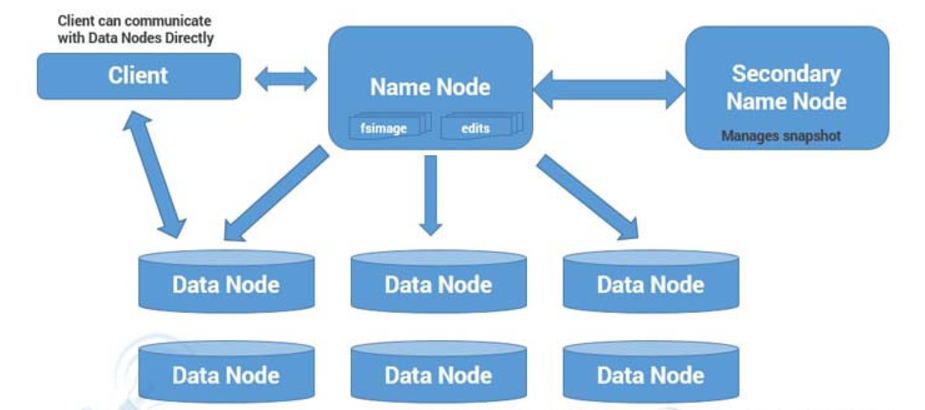 Client can communicate
with Data Nodes Directly
Client
Name Node
fsimage
edits
Secondary
Name Node
Manages snapshot
Data Node
Data Node
Data Node
Data Node
Data Node
Data Node